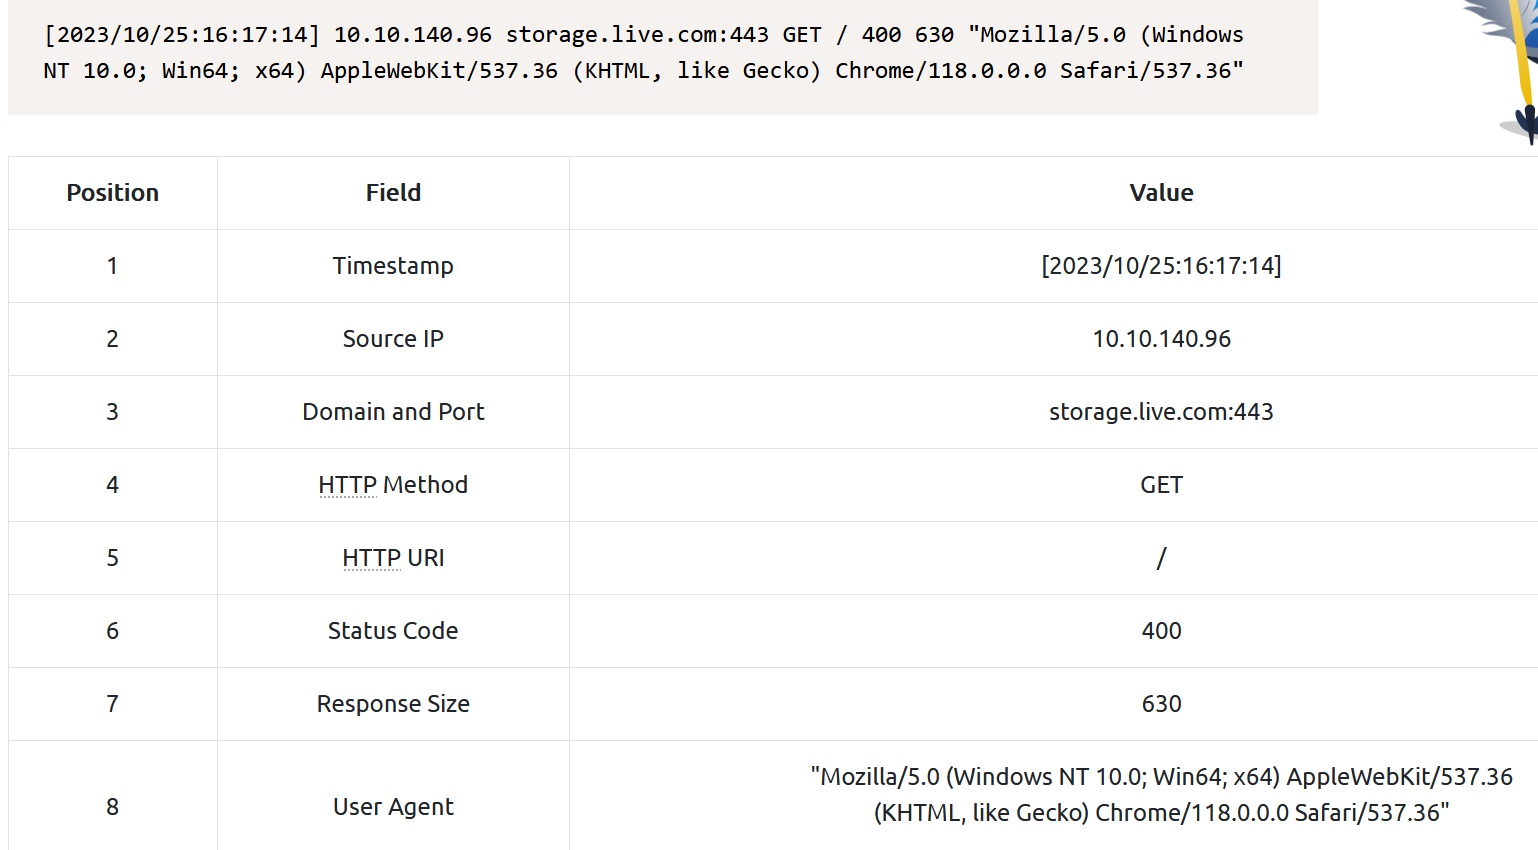 [2023/10/25:16:17:14] 10.10.140.96 storage.live.com:443 GET / 400 630 "Mozilla/5.0 (Windows
NT 10.0; Win64; x64) AppleWebKit/537.36 (KHTML, like Gecko) Chrome/118.0.0.0 Safari/537.36"
Position Field Value
1 Timestamp [2023/10/25:16:17:14]
2 Source IP 10.10.140.96
3 Domain and Port storage.live.com:443
4 HTTP Method GET
5 HTTP URI /
6 Status Code 400
7 Response Size 630
8 User Agent "Mozilla/5.0 (Windows NT 10.0; Win64; x64) AppleWebKit/537.36
(KHTML, like Gecko) Chrome/118.0.0.0 Safari/537.36"